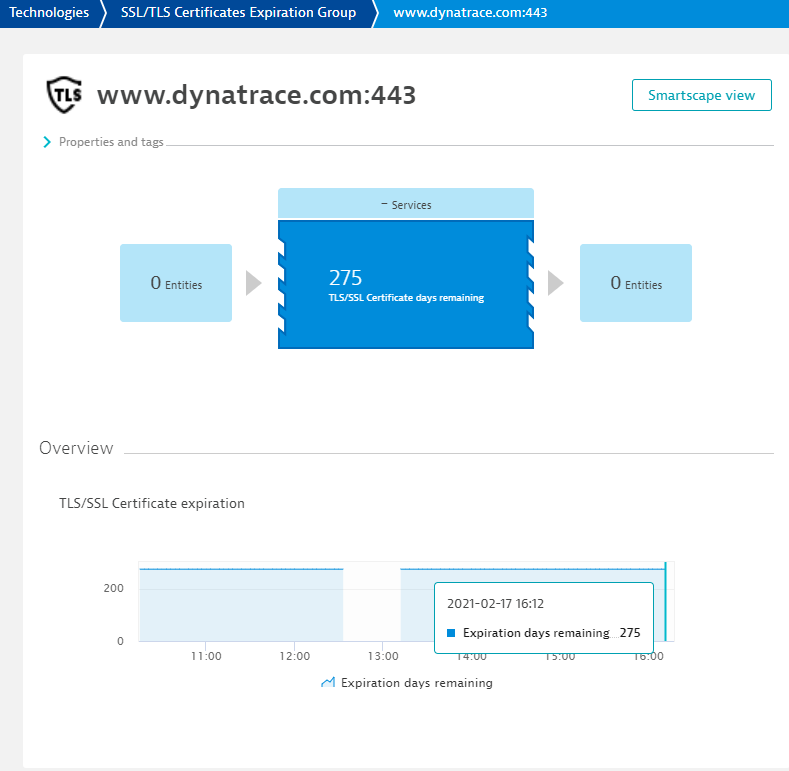 Technologies SSL/TLS Certificates Expiration Group www.dynatrace.com:443
TLS www.dynatrace.com:443 Smartscape view
Properties and tags
– Services
0 Entities
275
TLS/SSL Certificate days remaining
0 Entities
Overview
TLS/SSL Certificate expiration
200
0
2021-02-17 16:12
Expiration days remaining 275
11:00 12:00 13:00 14:00 15:00 16:00
Expiration days remaining